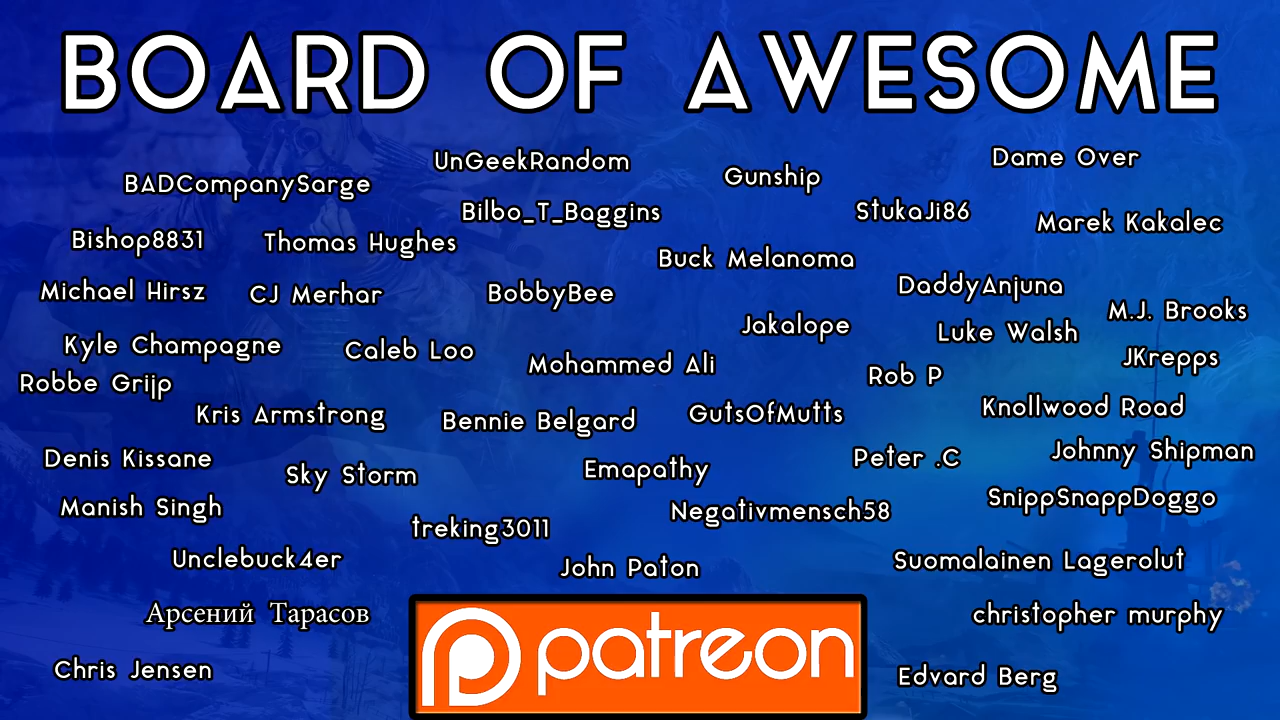 BOARD OF AWESOME
UnGeekRandom
Dame Over
BADCompanySarge
Gunship
Bilbo_T_Baggins
StukaJi86
Marek Kakalec
Bishop8831
Thomas Hughes
Buck Melanoma
Michael Hirsz
CJ Merhar
BobbyBee
DaddyAnjuna
M.J. Brooks
Jakalope
Luke Walsh
Kyle Champagne
Caleb Loo
Mohammed Ali
JKrepps
Robbe Grijp
Rob P
Kris Armstrong
Bennie Belgard
GutsOfMutts
Knollwood Road
Denis Kissane
Sky Storm
Emapathy
Peter .C
Johnny Shipman
Manish Singh
treking3011
Negativmensch58
SnippSnappDoggo
Unclebuck4er
John Paton
Suomalainen Lagerolut
Арсений Тарасов
christopher murphy
Chris Jensen
patreon
Edvard Berg